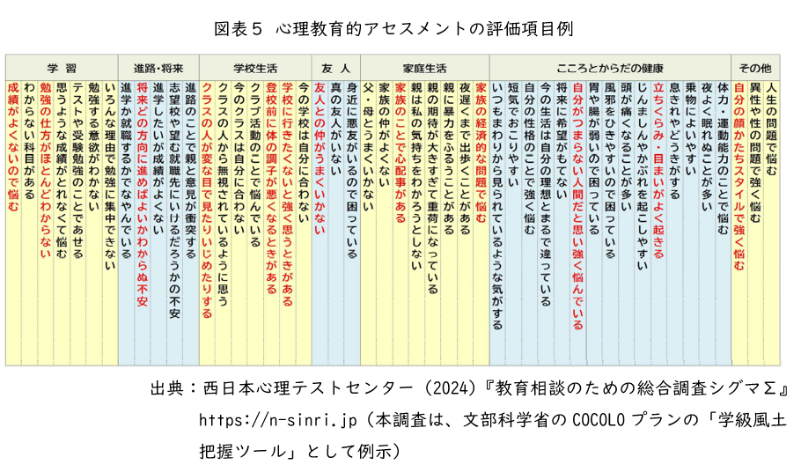 図表５ 心理教育的アセスメントの評価項目例
学 習
進路･将来
学校生活
友 人
家庭生活
こころとからだの健康
その他
成績がよくないので悩む
わからない科目がある
勉強の仕方がほとんどわからない
思うような成績がとれなくて悩む
テストや受験勉強のことであせる
勉強する意欲がわかない
いろんな理由で勉強に集中できない
進学か就職するかでなやんでいる
将来どの方向に進めばよいかわからぬ不安
進学したいが成績がよくない
志望校や望む就職先にいけるだろうかの不安
進路のことで親と意見が衝突する
クラスの人が変な目で見たりいじめたりする
クラスの人から無視されているように思う
今のクラスは自分に合わない
クラブ活動のことで悩んでいる
登校前に体の調子が悪くなるときがある
学校に行きたくないと強く思うときがある
今の学校は自分に合わない
友人との仲がうまくいかない
真の友人がいない
身近に悪友がいるので困っている
父・母とうまくいかない
家族の仲がよくない
家族のことで心配事がある
親は私の気持ちをわかろうとしない
親の期待が大きすぎて重荷になっている
親に暴力をふるうことがある
夜遅くまで出歩くことがある
家族の経済的な問題で悩む
いつもまわりから見られているような気がする
短気でおこりやすい
自分の性格のことで強く悩む
今の生活は自分の理想とまるで違っている
将来に希望がもてない
自分がつまらない人間だと思い強く悩んでいる
胃や腸が弱いので困っている
風邪をひきやすいので困っている
頭が痛くなることが多い
じんましんやかぶれを起こしやすい
立ちくらみ・目まいがよく起きる
息きれやどうきがする
乗物によいやすい
夜よく眠れぬことが多い
体力・運動能力のことで悩む
自分の顔かたちスタイルで強く悩む
異性や性の問題で強く悩む
人生の問題で悩む
出典：西日本心理テストセンター（2024）『教育相談のための総合調査シグマΣ』
https://n-sinri.jp（本調査は、文部科学省のCOCOLOプランの「学級風土
把握ツール」として例示）